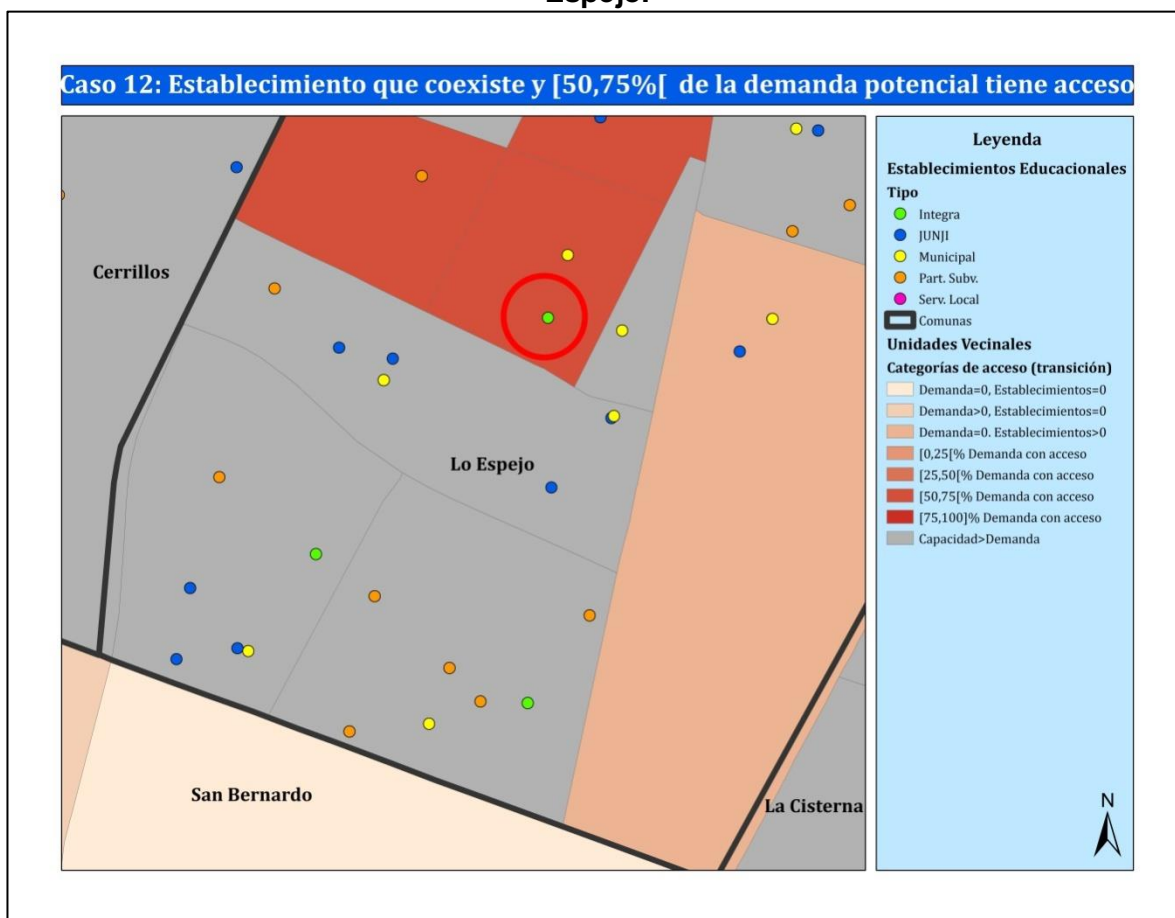 Espejo.
Caso 12: Establecimiento que coexiste y [50,75%[ de la demanda potencial tiene acceso
Cerrillos
Lo Espejo
San Bernardo
La Cisterna
Leyenda
Establecimientos Educacionales
Tipo
Integra
JUNJI
Municipal
Part. Subv.
Serv. Local
Comunas
Unidades Vecinales
Categorías de acceso (transición)
Demanda=0, Establecimientos=0
Demanda>0, Establecimientos=0
Demanda=0. Establecimientos>0
[0,25[% Demanda con acceso
[25,50[% Demanda con acceso
[50,75[% Demanda con acceso
[75,100]% Demanda con acceso
Capacidad>Demanda
N